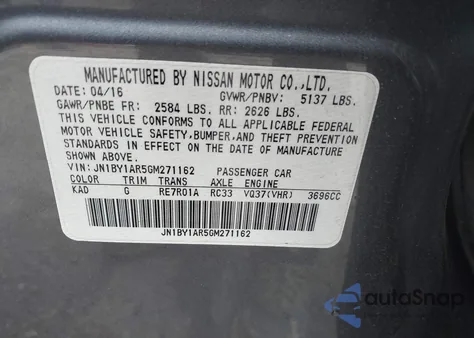 MANUFACTURED BY NISSAN MOTOR CO.,LTD.
DATE: 04/16 GVWR/PNBV: 5137 LBS.
GAWR/PNBE FR: 2584 LBS. RR: 2626 LBS.
THIS VEHICLE CONFORMS TO ALL APPLICABLE FEDERAL
MOTOR VEHICLE SAFETY, BUMPER, AND THEFT PREVENTION
STANDARDS IN EFFECT ON THE DATE OF MANUFACTURE
SHOWN ABOVE.
VIN: JN1BY1AR5GM271162 PASSENGER CAR
COLOR TRIM TRANS AXLE ENGINE
KAD G RE7R01A RC33 VQ37(VHR) 3696CC
JN1BY1AR5GM271162
autoSnap